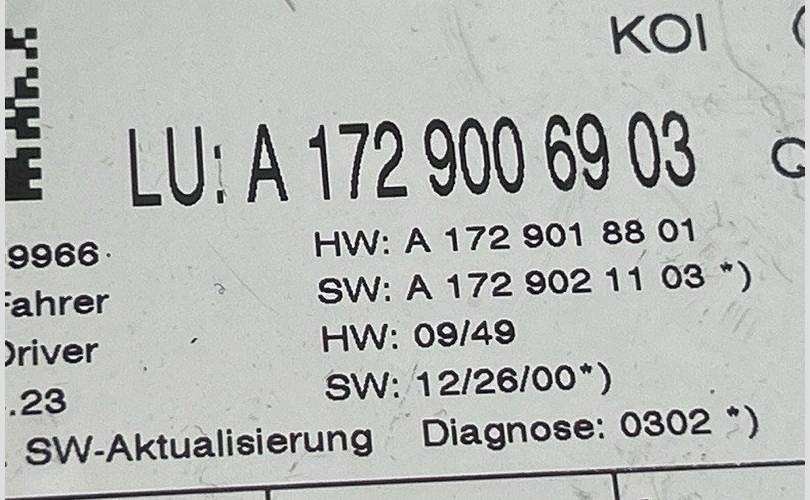 KOI
LU: A 172 900 69 03
9966
HW: A 172 901 88 01
Fahrer
SW: A 172 902 11 03 *)
Driver
HW: 09/49
.23
SW: 12/26/00*)
SW-Aktualisierung Diagnose: 0302 *)